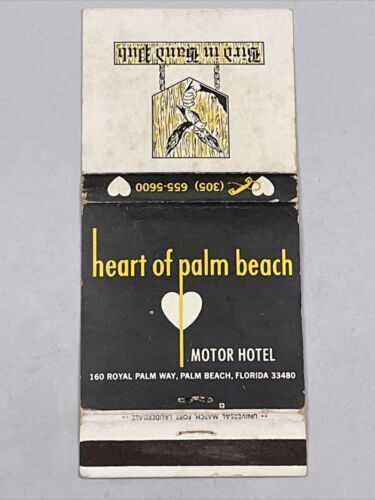 Bird in Hand Pub
(305) 655-5600
heart of palm beach
MOTOR HOTEL
160 ROYAL PALM WAY, PALM BEACH, FLORIDA 33480
UNIVERSAL MATCH, FORT LAUDERDALE